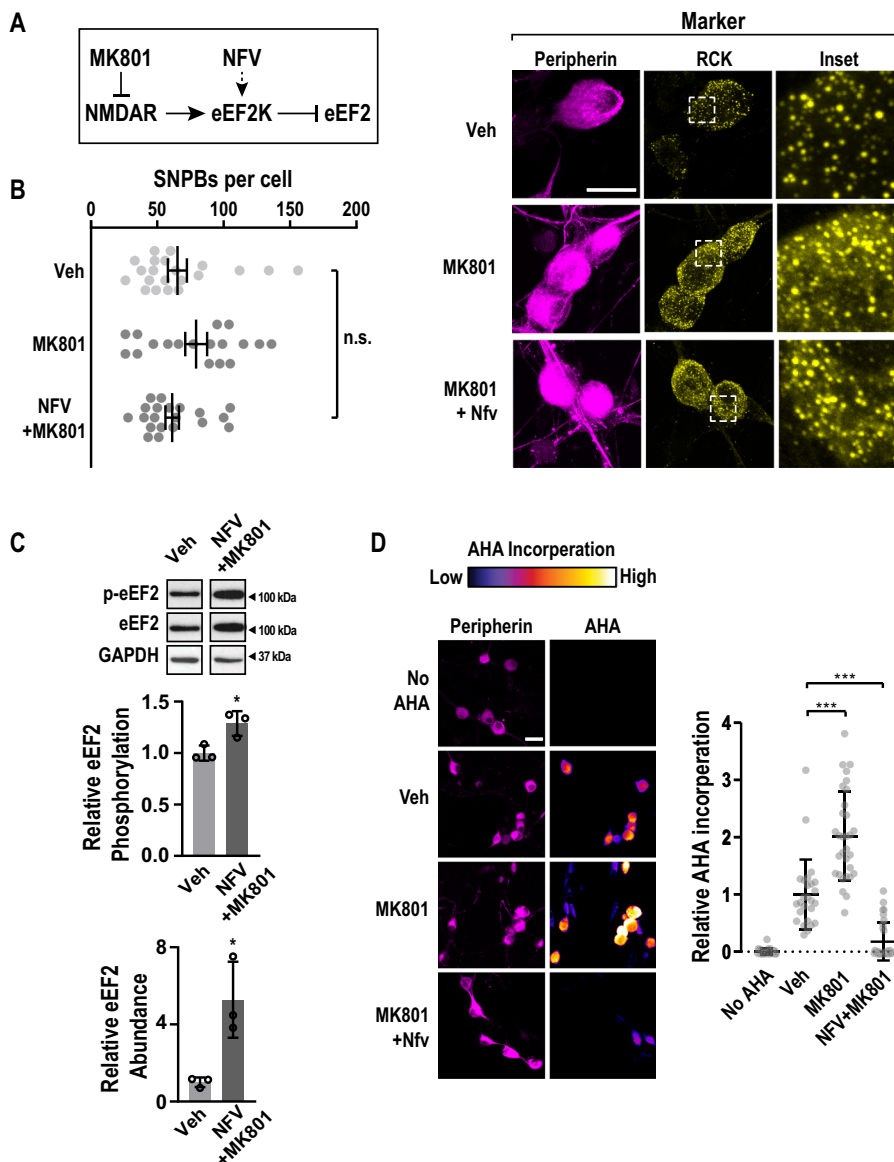 A
MK801
NFV
NMDAR
eEF2K
eEF2
Marker
Peripherin
RCK
Inset
Veh
MK801
MK801
+ Nfv
B
SNPBs per cell
0
50
100
150
200
Veh
MK801
NFV
+MK801
n.s.
C
Veh
NFV
+MK801
p-eEF2
100 kDa
eEF2
100 kDa
GAPDH
37 kDa
Relative eEF2
Phosphorylation
1.5
1.0
0.5
0.0
*
Veh
NFV
+MK801
Relative eEF2
Abundance
8
4
0
*
Veh
NFV
+MK801
D
AHA Incorperation
Low
High
Peripherin
AHA
No
AHA
Veh
MK801
MK801
+Nfv
Relative AHA incorperation
4
3
2
1
0
***
***
No AHA
Veh
MK801
NFV+MK801